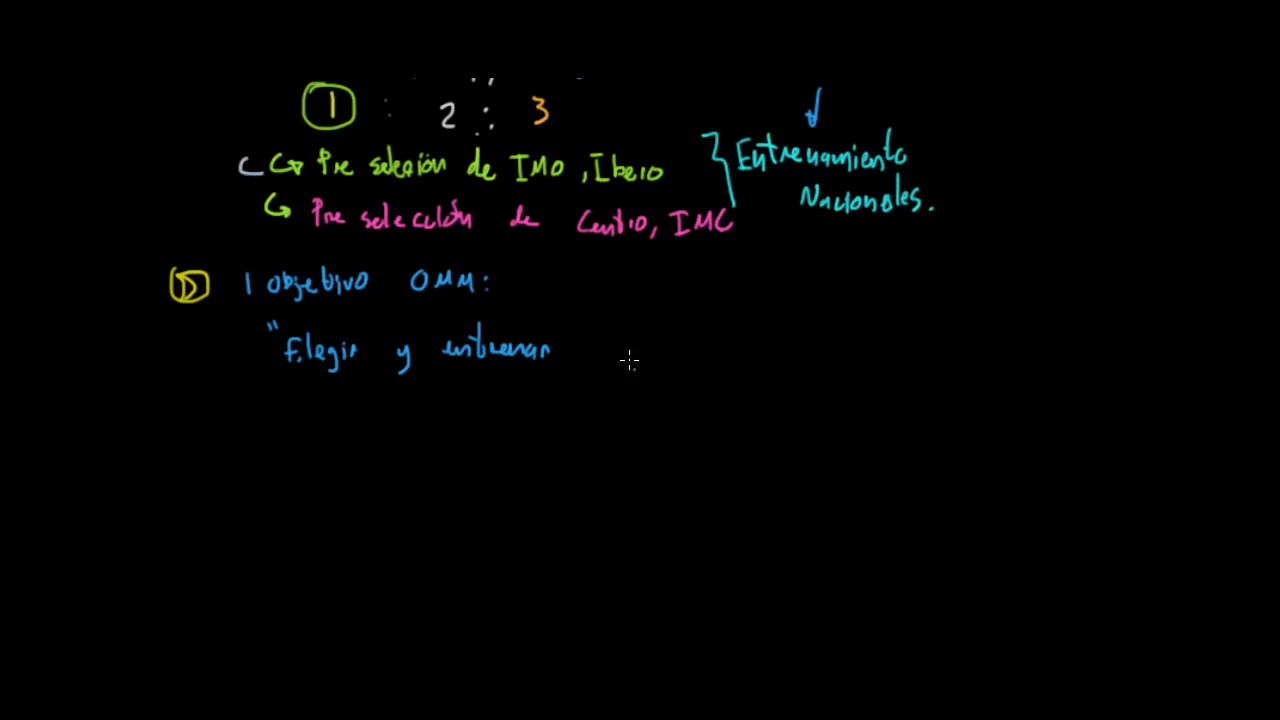 1 : 2 : 3
Pre selección de IMO, Ibero
Pre selección de Centro, IMC
} Entrenamiento
Nacionales.
1 objetivo OMM:
"Elegir y entrenar